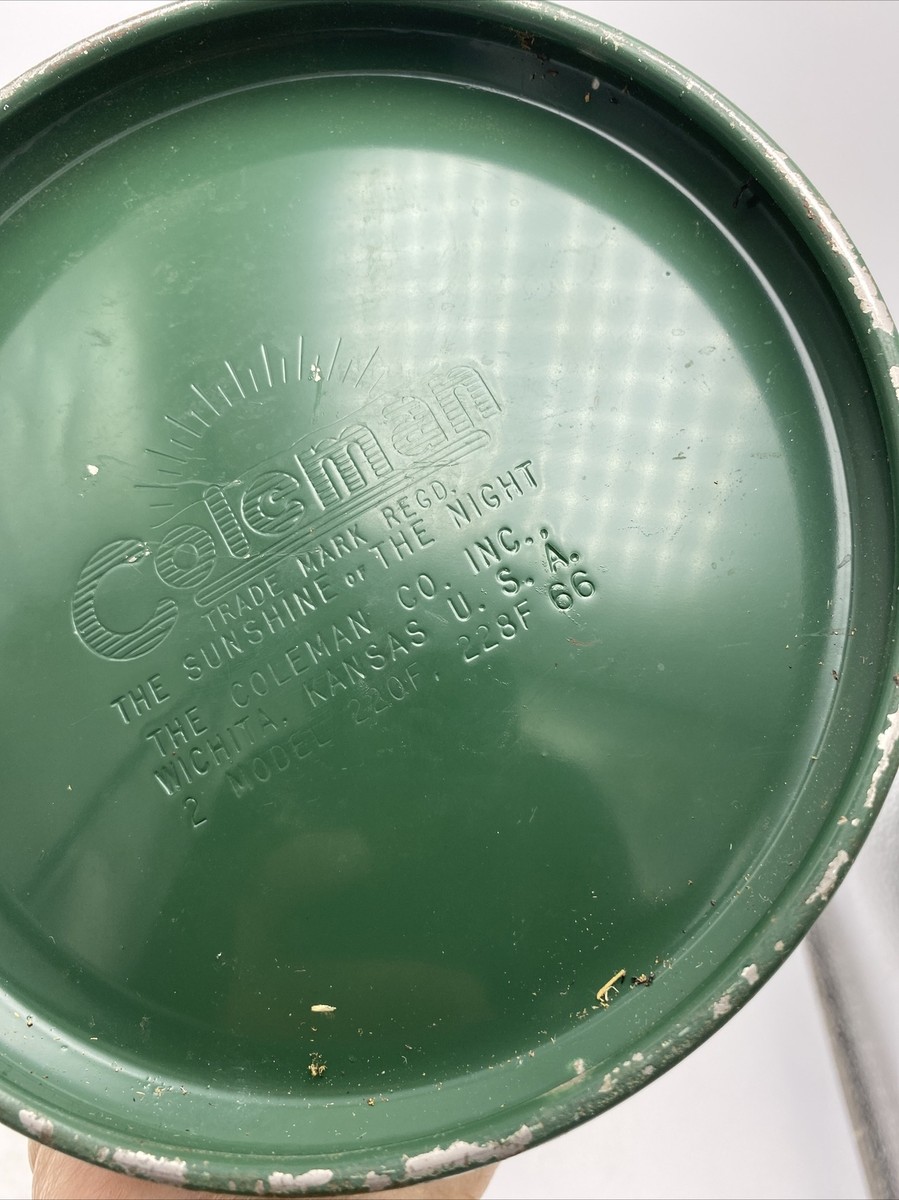 Coleman
TRADE MARK REGD.
THE SUNSHINE OF THE NIGHT
THE COLEMAN CO. INC.,
WICHITA, KANSAS U. S. A.
2 MODEL 220F, 228F 66